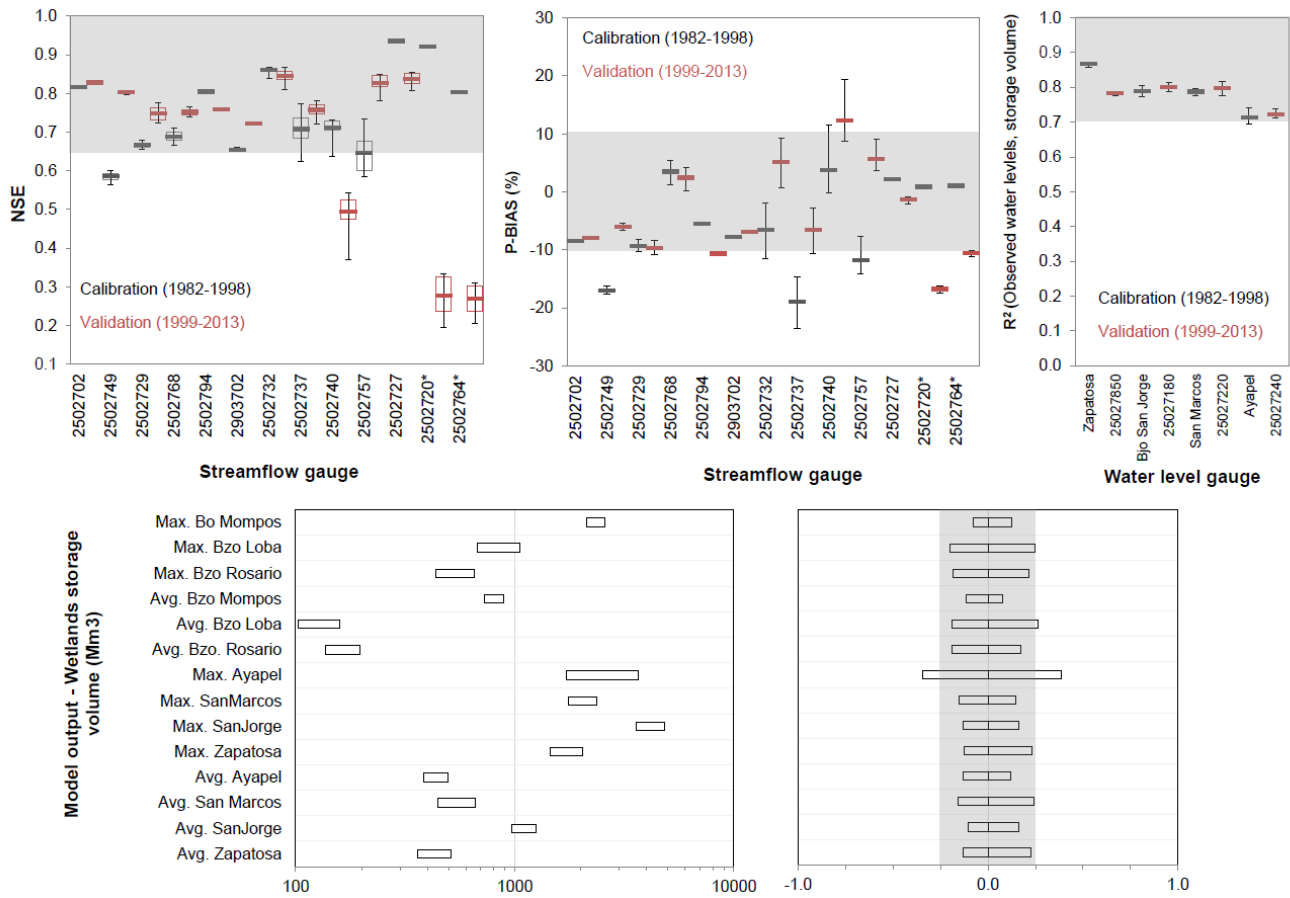 NSE
1.0
0.9
0.8
0.7
0.6
0.5
0.4
0.3
0.2
0.1
Calibration (1982-1998)
Validation (1999-2013)
2502702
2502749
2502729
2502768
2502794
2903702
2502732
2502737
2502740
2502757
2502727
2502720*
2502764*
Streamflow gauge
P-BIAS (%)
30
20
10
0
-10
-20
-30
Calibration (1982-1998)
Validation (1999-2013)
2502702
2502749
2502729
2502768
2502794
2903702
2502732
2502737
2502740
2502757
2502727
2502720*
2502764*
Streamflow gauge
R² (Observed water levlels, storage volume)
1.0
0.9
0.8
0.7
0.6
0.5
0.4
0.3
0.2
0.1
0.0
Calibration (1982-1998)
Validation (1999-2013)
Zapatosa
25027850
Bjo San Jorge
25027180
San Marcos
25027220
Ayapel
25027240
Water level gauge
Model output - Wetlands storage
volume (Mm3)
Max. Bo Mompos
Max. Bzo Loba
Max. Bzo Rosario
Avg. Bzo Mompos
Avg. Bzo Loba
Avg. Bzo. Rosario
Max. Ayapel
Max. SanMarcos
Max. SanJorge
Max. Zapatosa
Avg. Ayapel
Avg. San Marcos
Avg. SanJorge
Avg. Zapatosa
100
1000
10000
-1.0
0.0
1.0